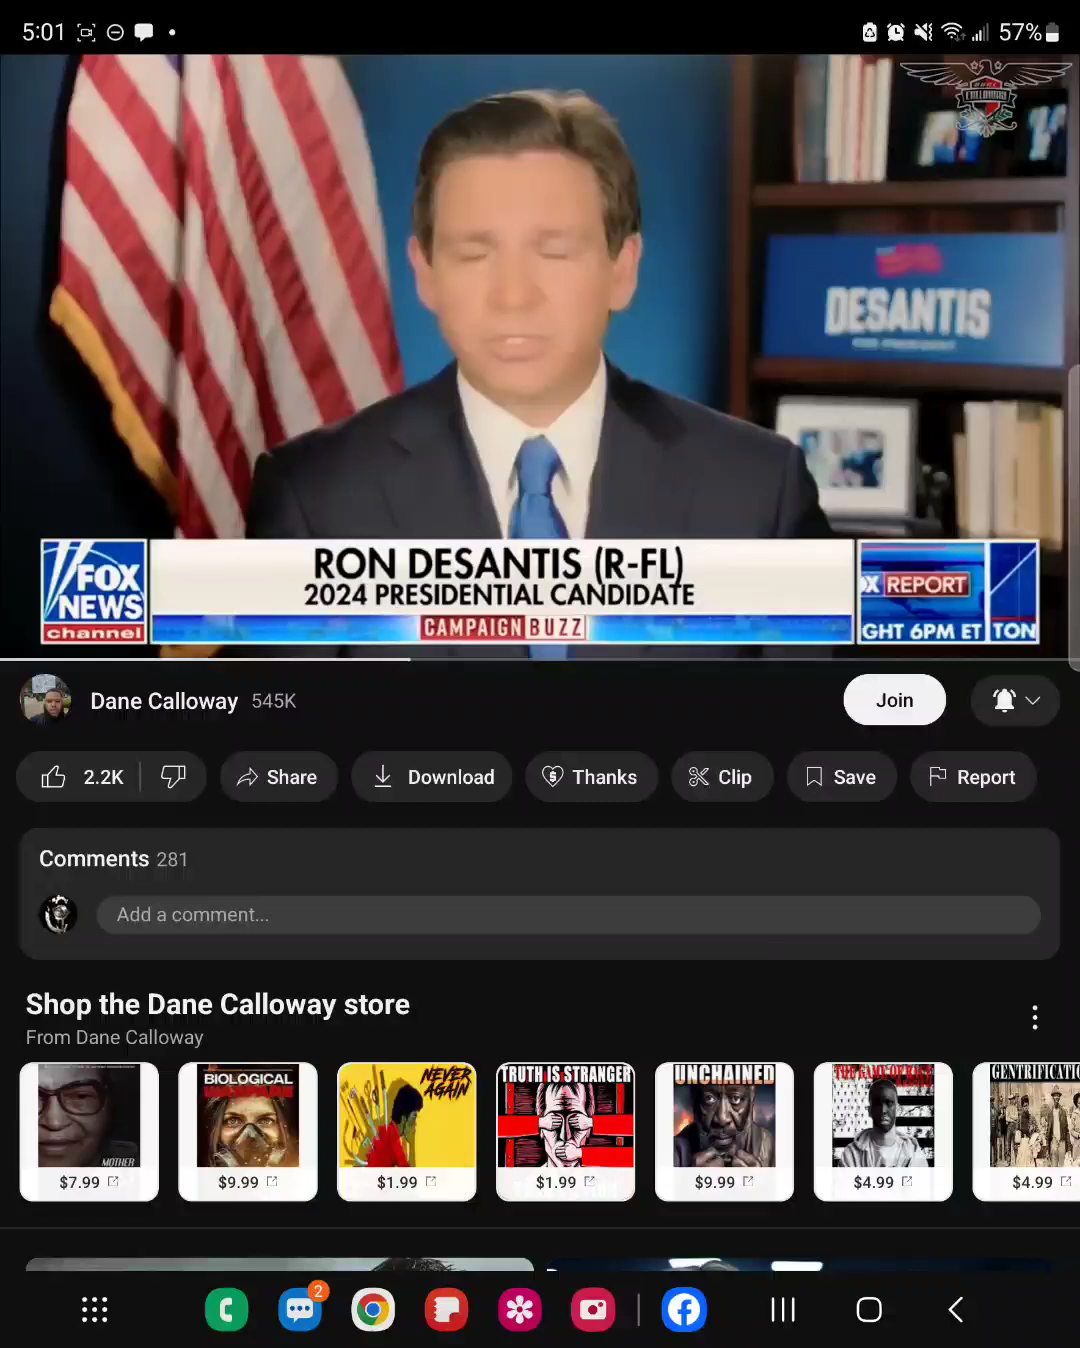 5:01
57%
DESANTIS
FOX
NEWS
channel
RON DESANTIS (R-FL)
2024 PRESIDENTIAL CANDIDATE
CAMPAIGN BUZZ
X REPORT
GHT 6PM ET
TON
Dane Calloway 545K
Join
2.2K
Share
Download
Thanks
Clip
Save
Report
Comments 281
Add a comment...
Shop the Dane Calloway store
From Dane Calloway
MOTHER
$7.99
BIOLOGICAL
$9.99
NEVER
AGAIN
$1.99
TRUTH IS STRANGER
$1.99
UNCHAINED
$9.99
$4.99
GENTRIFICATIO
$4.99
2